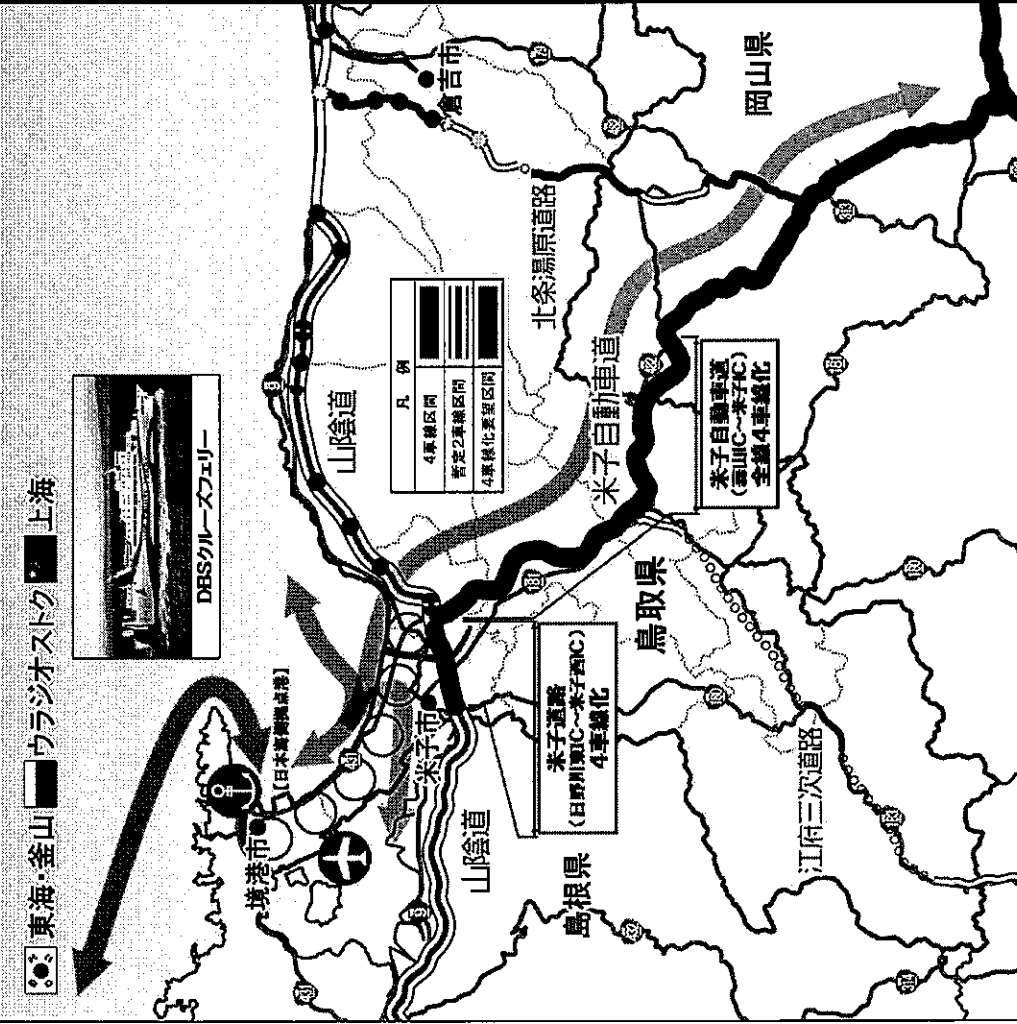 東海・釜山 ウラジオストク 上海
DBSクルーズフェリー
【日本海側拠点港】
境港市
米子市
倉吉市
山陰道
山陰道
凡 例
4車線区間
暫定2車線区間
4車線化要望区間
北条湯原道路
岡山県
米子自動車道
米子自動車道
(蒜山IC〜米子IC)
全線4車線化
鳥取県
米子道路
(日野川東IC〜米子西IC)
4車線化
島根県
江府三次道路